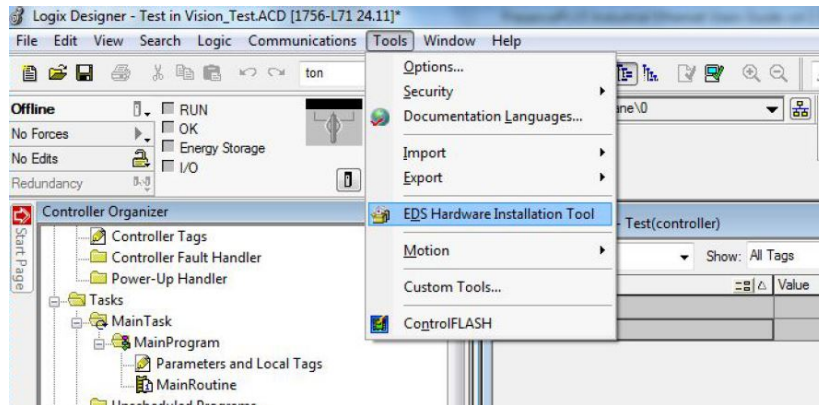 Logix Designer - Test in Vision_Test.ACD [1756-L71 24.11]*
File Edit View Search Logic Communications Tools Window Help
ton
Options...
Security
Documentation Languages...
Import
Export
EDS Hardware Installation Tool
Motion
Custom Tools...
ControlFLASH
Offline
RUN
No Forces
OK
No Edits
Energy Storage
I/O
Redundancy
ane\0
Start Page
Controller Organizer
Controller Tags
Controller Fault Handler
Power-Up Handler
Tasks
MainTask
MainProgram
Parameters and Local Tags
MainRoutine
- Test(controller)
Show: All Tags
Value